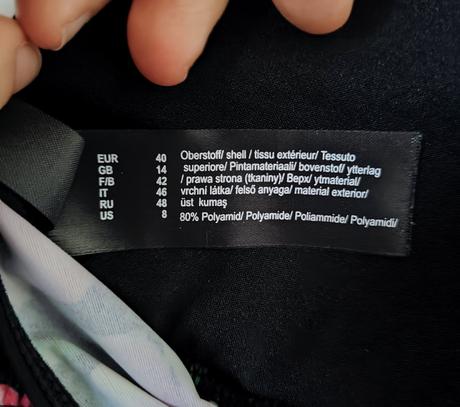 EUR 40
GB 14
F/B 42
IT 46
RU 48
US 8
Oberstoff/ shell / tissu extérieur/ Tessuto
superiore/ Pintamateriaali/ bovenstof/ ytterlag
/ prawa strona (tkaniny)/ Верх/ ytmaterial/
vrchní látka/ felső anyaga/ material exterior/
üst kumaş
80% Polyamid/ Polyamide/ Poliammide/ Polyamidi/